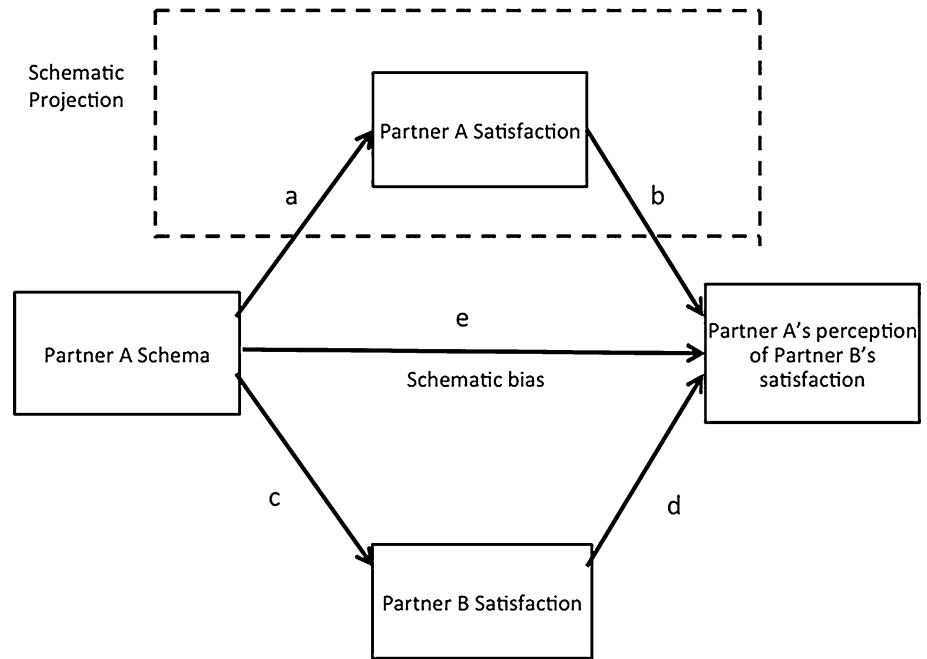 Schematic
Projection
Partner A Satisfaction
a
b
Partner A Schema
e
Schematic bias
Partner A’s perception
of Partner B’s
satisfaction
c
d
Partner B Satisfaction